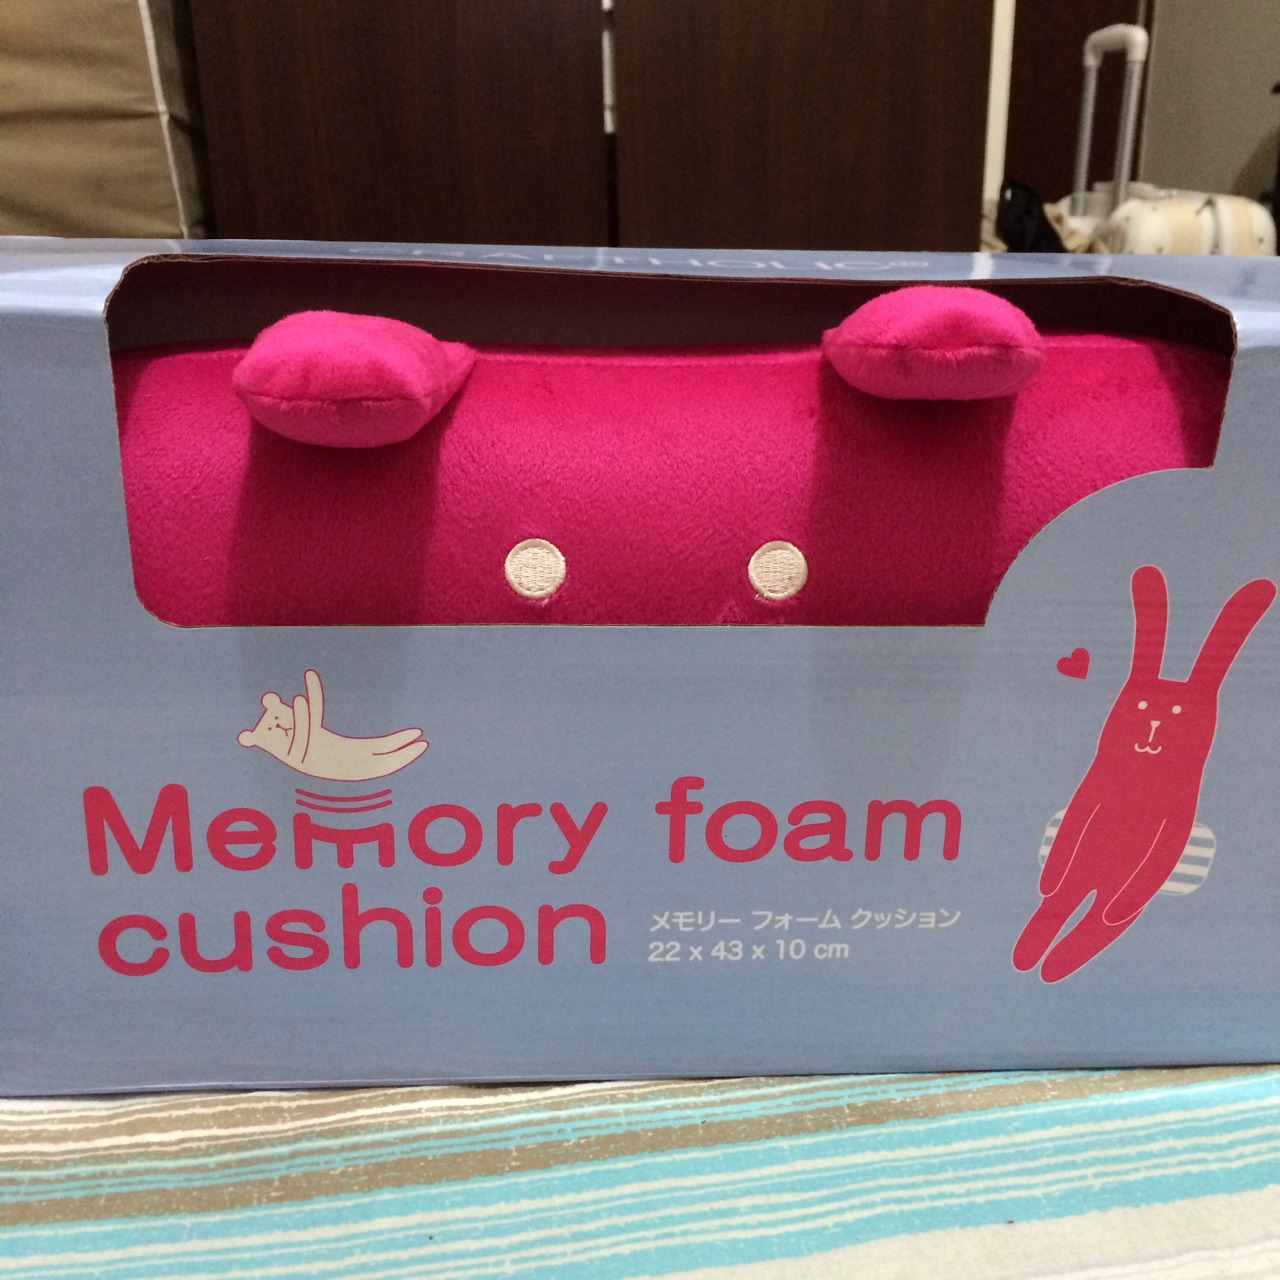 CRAFTHOLIC®
Memory foam
cushion
メモリー フォーム クッション
22 x 43 x 10 cm